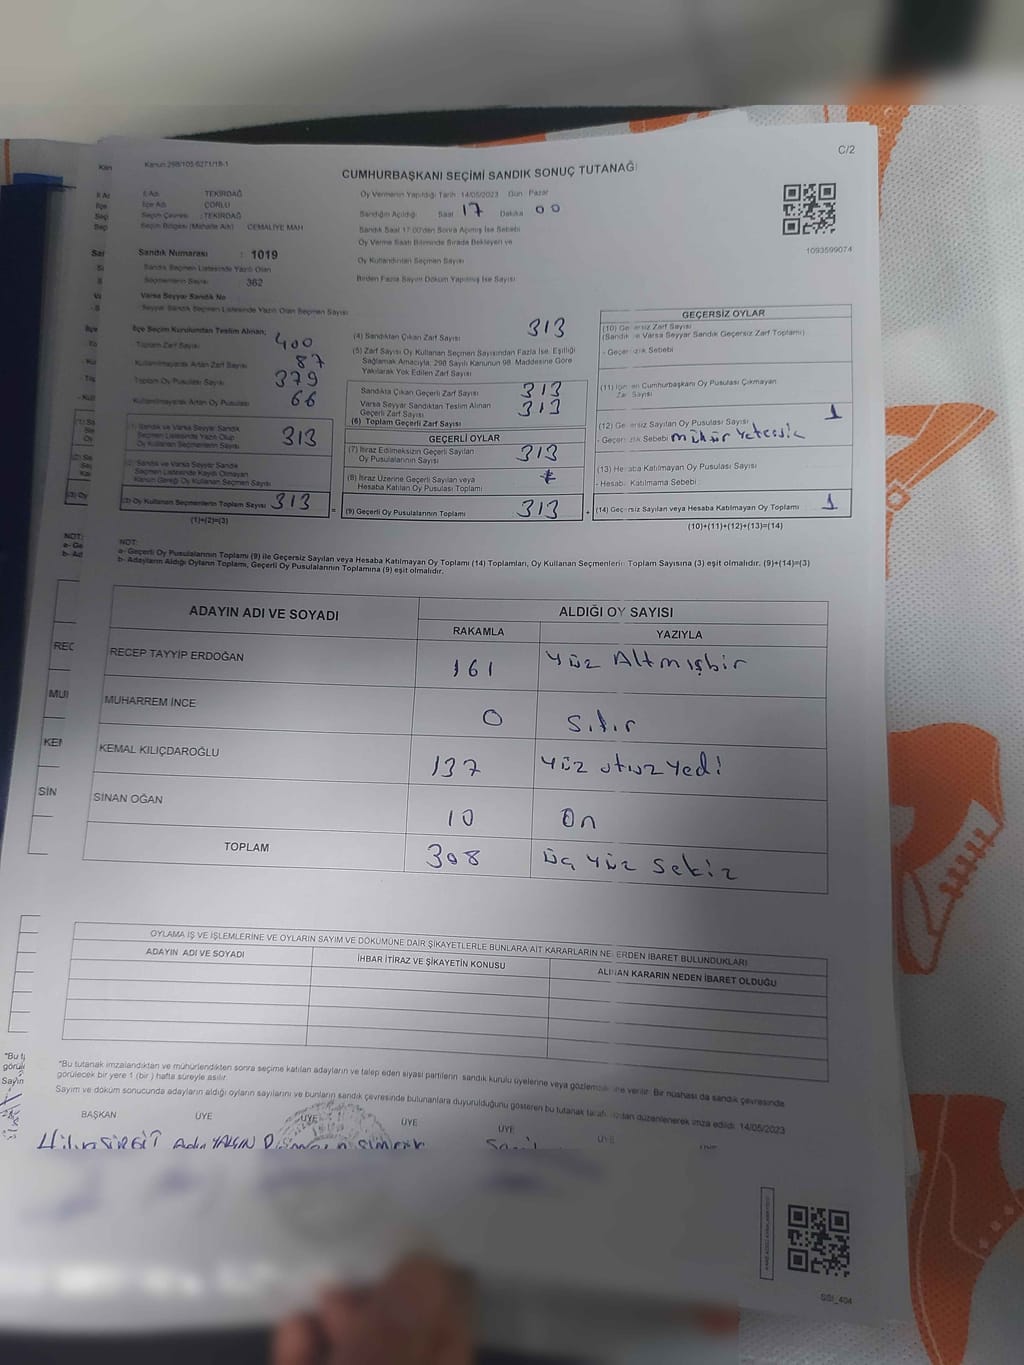 C/2
Kanun 298/105-6271/18-1
CUMHURBAŞKANI SEÇİMİ SANDIK SONUÇ TUTANAĞI
İl Adı : TEKİRDAĞ
İlçe Adı : ÇORLU
Seçim Çevresi : TEKİRDAĞ
Seçim Bölgesi (Mahalle Adı) CEMALİYE MAH
Sandık Numarası : 1019
Sandık Seçmen Listesinde Yazılı Olan
Seçmenlerin Sayısı 362
Varsa Seyyar Sandık No
Seyyar Sandık Seçmen Listesinde Yazılı Olan Seçmen Sayısı
Oy Vermenin Yapıldığı Tarih : 14/05/2023 Gün : Pazar
Sandığın Açıldığı Saat 17 Dakika 00
Sandık Saat 17:00'den Sonra Açılmış İse Sebebi
Oy Verme Saati Bitiminde Sırada Bekleyen ve
Oy Kullandırılan Seçmen Sayısı
Birden Fazla Sayım Döküm Yapılmış İse Sayısı
1093599074
İlçe Seçim Kurulundan Teslim Alınan;
Toplam Zarf Sayısı 400
Kullanılmayarak Artan Zarf Sayısı 87
Toplam Oy Pusulası Sayısı 379
Kullanılmayarak Artan Oy Pusulası 66
(1) Sandık ve Varsa Seyyar Sandık
Seçmen Listesinde Yazılı Olup
Oy Kullanan Seçmenlerin Sayısı 313
(2) Sandık ve Varsa Seyyar Sandık
Seçmen Listesinde Kaydı Olmayan
Kanun Gereği Oy Kullanan Seçmen Sayısı
(3) Oy Kullanan Seçmenlerin Toplam Sayısı 313
(1)+(2)=(3)
(4) Sandıktan Çıkan Zarf Sayısı 313
(5) Zarf Sayısı Oy Kullanan Seçmen Sayısından Fazla İse, Eşitliği
Sağlamak Amacıyla, 298 Sayılı Kanunun 98. Maddesine Göre
Yakılarak Yok Edilen Zarf Sayısı
Sandıkta Çıkan Geçerli Zarf Sayısı 313
Varsa Seyyar Sandıktan Teslim Alınan
Geçerli Zarf Sayısı 313
(6) Toplam Geçerli Zarf Sayısı
GEÇERLİ OYLAR
(7) İtiraz Edilmeksizin Geçerli Sayılan
Oy Pusulalarının Sayısı 313
(8) İtiraz Üzerine Geçerli Sayılan veya
Hesaba Katılan Oy Pusulası Toplamı
(9) Geçerli Oy Pusulalarının Toplamı 313
GEÇERSİZ OYLAR
(10) Geçersiz Zarf Sayısı
(Sandık ve Varsa Seyyar Sandık Geçersiz Zarf Toplamı)
- Geçersizlik Sebebi
(11) İçinden Cumhurbaşkanı Oy Pusulası Çıkmayan
Zarf Sayısı
(12) Geçersiz Sayılan Oy Pusulası Sayısı 1
- Geçersizlik Sebebi mühür
(13) Hesaba Katılmayan Oy Pusulası Sayısı
- Hesaba Katılmama Sebebi :
(14) Geçersiz Sayılan veya Hesaba Katılmayan Oy Toplamı 1
(10)+(11)+(12)+(13)=(14)
NOT:
a- Geçerli Oy Pusulalarının Toplamı (9) ile Geçersiz Sayılan veya Hesaba Katılmayan Oy Toplamı (14) Toplamları, Oy Kullanan Seçmenlerin Toplam Sayısına (3) eşit olmalıdır. (9)+(14)=(3)
b- Adayların Aldığı Oyların Toplamı, Geçerli Oy Pusulalarının Toplamına (9) eşit olmalıdır.
ADAYIN ADI VE SOYADI ALDIĞI OY SAYISI
RAKAMLA YAZIYLA
RECEP TAYYİP ERDOĞAN 161 Yüz Altmışbir
MUHARREM İNCE 0 Sıfır
KEMAL KILIÇDAROĞLU 137 Yüz otuz Yedi
SİNAN OĞAN 10 On
TOPLAM 308 üç yüz sekiz
OYLAMA İŞ VE İŞLEMLERİNE VE OYLARIN SAYIM VE DÖKÜMÜNE DAİR ŞİKAYETLERLE BUNLARA AİT KARARLARIN NELERDEN İBARET BULUNDUKLARI
ADAYIN ADI VE SOYADI İHBAR İTİRAZ VE ŞİKAYETİN KONUSU ALINAN KARARIN NEDEN İBARET OLDUĞU
*Bu tutanak imzalandıktan ve mühürlendikten sonra seçime katılan adayların ve talep eden siyasi partilerin sandık kurulu üyelerine veya gözlemcilerine verilir. Bir nüshası da sandık çevresinde
görülecek bir yere 1 (bir ) hafta süreyle asılır.
Sayım ve döküm sonucunda adayların aldığı oyların sayılarını ve bunların sandık çevresinde bulunanlara duyurulduğunu gösteren bu tutanak tarafımızdan düzenlenerek imza edildi. 14/05/2023
BAŞKAN ÜYE ÜYE ÜYE ÜYE ÜYE ÜYE
YALÇIN
SSI_404